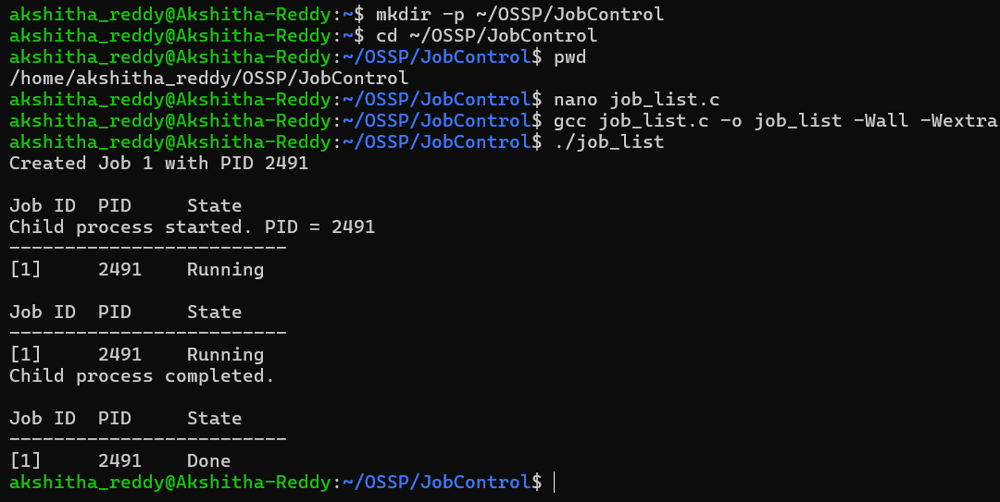 akshitha_reddy@Akshitha-Reddy:~$ mkdir -p ~/OSSP/JobControl
akshitha_reddy@Akshitha-Reddy:~$ cd ~/OSSP/JobControl
akshitha_reddy@Akshitha-Reddy:~/OSSP/JobControl$ pwd
/home/akshitha_reddy/OSSP/JobControl
akshitha_reddy@Akshitha-Reddy:~/OSSP/JobControl$ nano job_list.c
akshitha_reddy@Akshitha-Reddy:~/OSSP/JobControl$ gcc job_list.c -o job_list -Wall -Wextra
akshitha_reddy@Akshitha-Reddy:~/OSSP/JobControl$ ./job_list
Created Job 1 with PID 2491

Job ID  PID     State
Child process started. PID = 2491
-------------------------
[1]     2491    Running

Job ID  PID     State
-------------------------
[1]     2491    Running
Child process completed.

Job ID  PID     State
-------------------------
[1]     2491    Done
akshitha_reddy@Akshitha-Reddy:~/OSSP/JobControl$